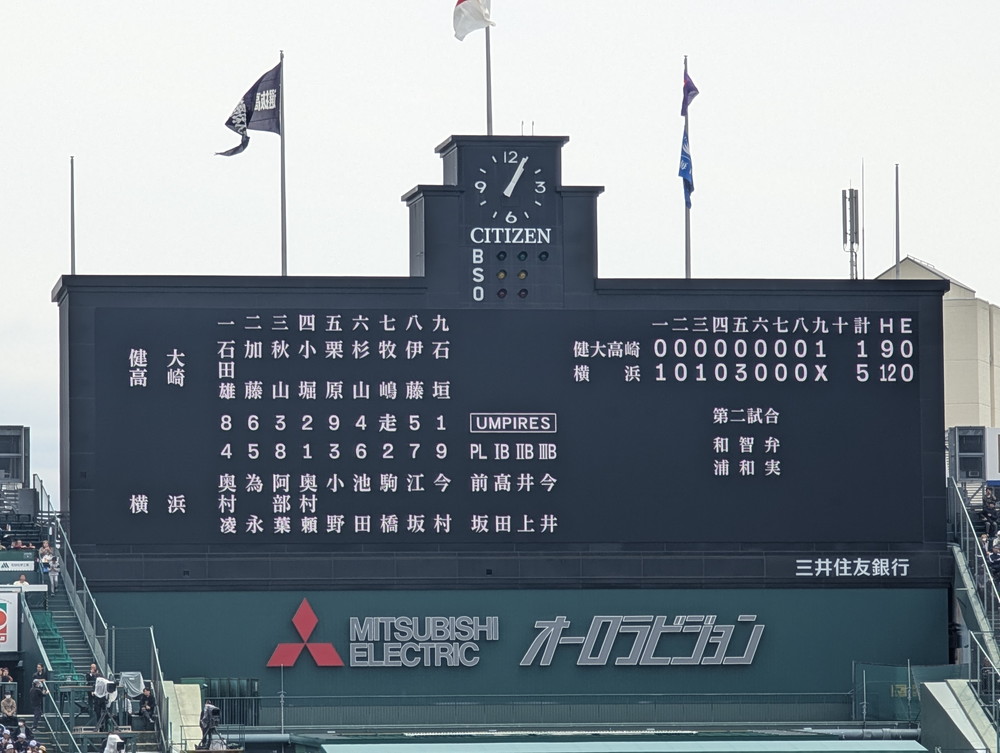 12
9 3
6
CITIZEN
B
S
O
一 二 三 四 五 六 七 八 九
健大高崎
石田雄 加藤 秋山 小堀 栗原 杉山 牧嶋 伊藤 石垣
8 6 3 2 9 4 走 5 1
UMPIRES
4 5 8 1 3 6 2 7 9
PL IB IIB IIIB
横浜
奥村凌 為永 阿部葉 奥村頼 小野 池田 駒橋 江坂 今村
前坂 高田 井上 今井
一 二 三 四 五 六 七 八 九 十 計 H E
健大高崎 0 0 0 0 0 0 0 0 1 1 9 0
横浜 1 0 1 0 3 0 0 0 X 5 12 0
第二試合
和智弁
浦和実
三井住友銀行
MITSUBISHI
ELECTRIC
オーロラビジョン